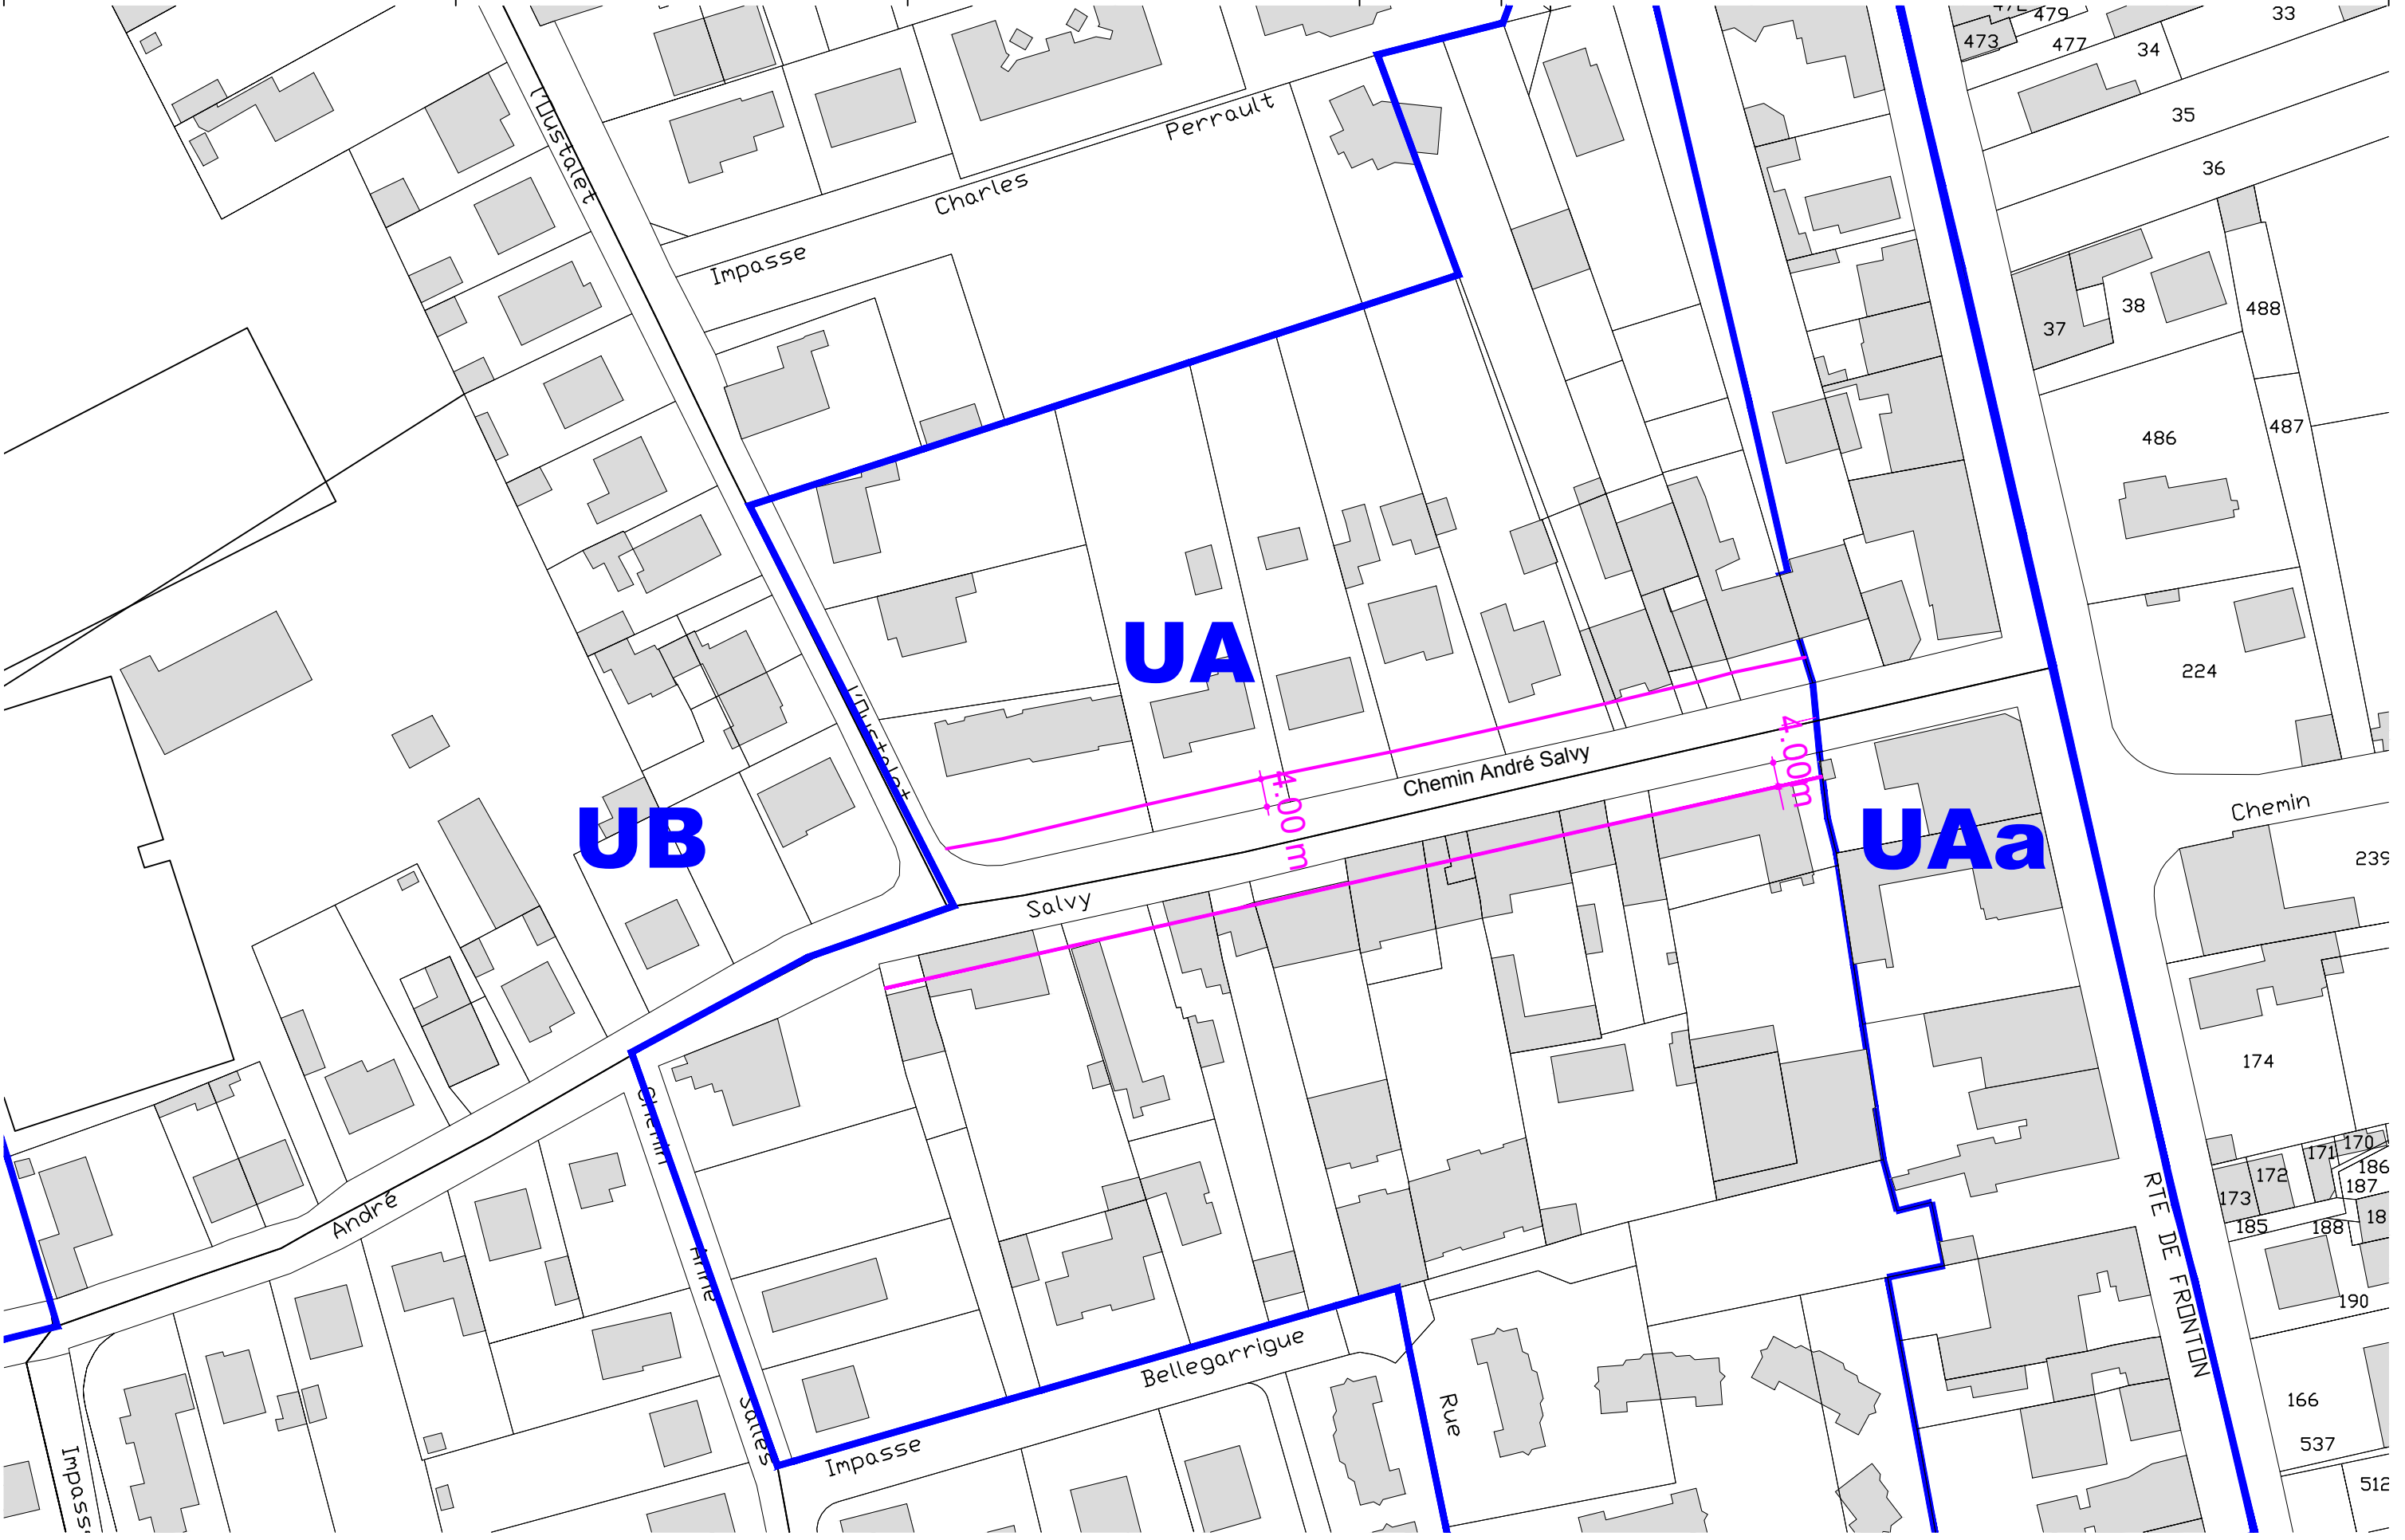 479
33
473
477
34
l'Oustalet
35
Perrault
36
Charles
Impasse
488
38
37
487
486
UA
224
l'Oustalet
4.00 m
Chemin André Salvy
4.00 m
Chemin
UB
UAa
239
Salvy
174
Chemin
170
171
186
172
187
173
André
18
185
188
RTE DE FRONTON
Anne
190
Bellegarrigue
Rue
Salles
166
Impasse
537
Impass
512